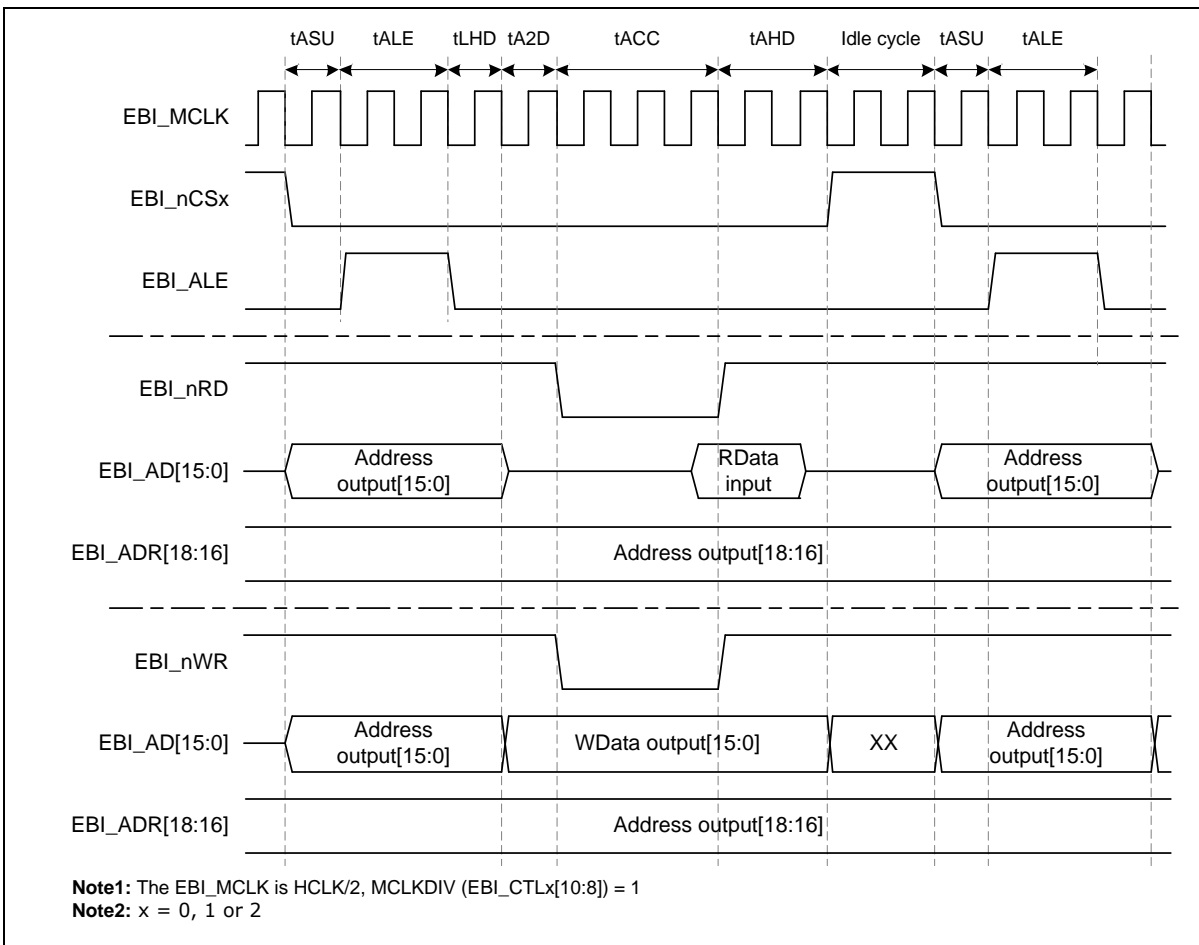 tASU tALE tLHD tA2D tACC tAHD Idle cycle tASU tALE
EBI_MCLK
EBI_nCSx
EBI_ALE
EBI_nRD
EBI_AD[15:0]
Address
output[15:0]
RData
input
Address
output[15:0]
EBI_ADR[18:16]
Address output[18:16]
EBI_nWR
EBI_AD[15:0]
Address
output[15:0]
WData output[15:0]
XX
Address
output[15:0]
EBI_ADR[18:16]
Address output[18:16]
Note1: The EBI_MCLK is HCLK/2, MCLKDIV (EBI_CTLx[10:8]) = 1
Note2: x = 0, 1 or 2